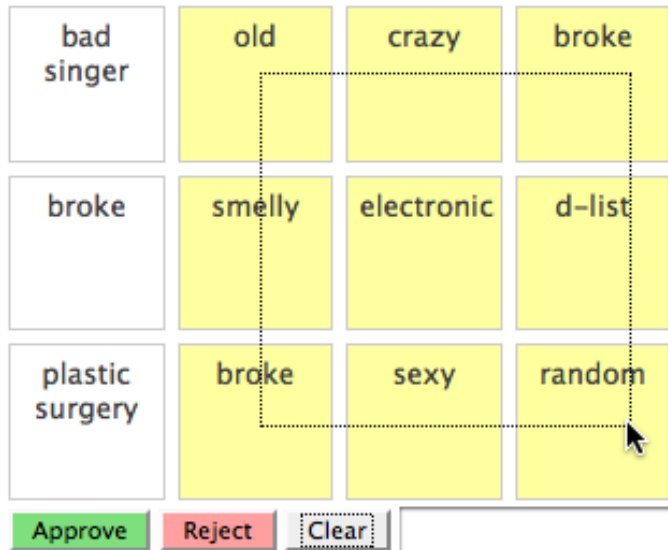 bad
singer
old
crazy
broke
broke
smelly
electronic
d-list
plastic
surgery
broke
sexy
random
Approve
Reject
Clear